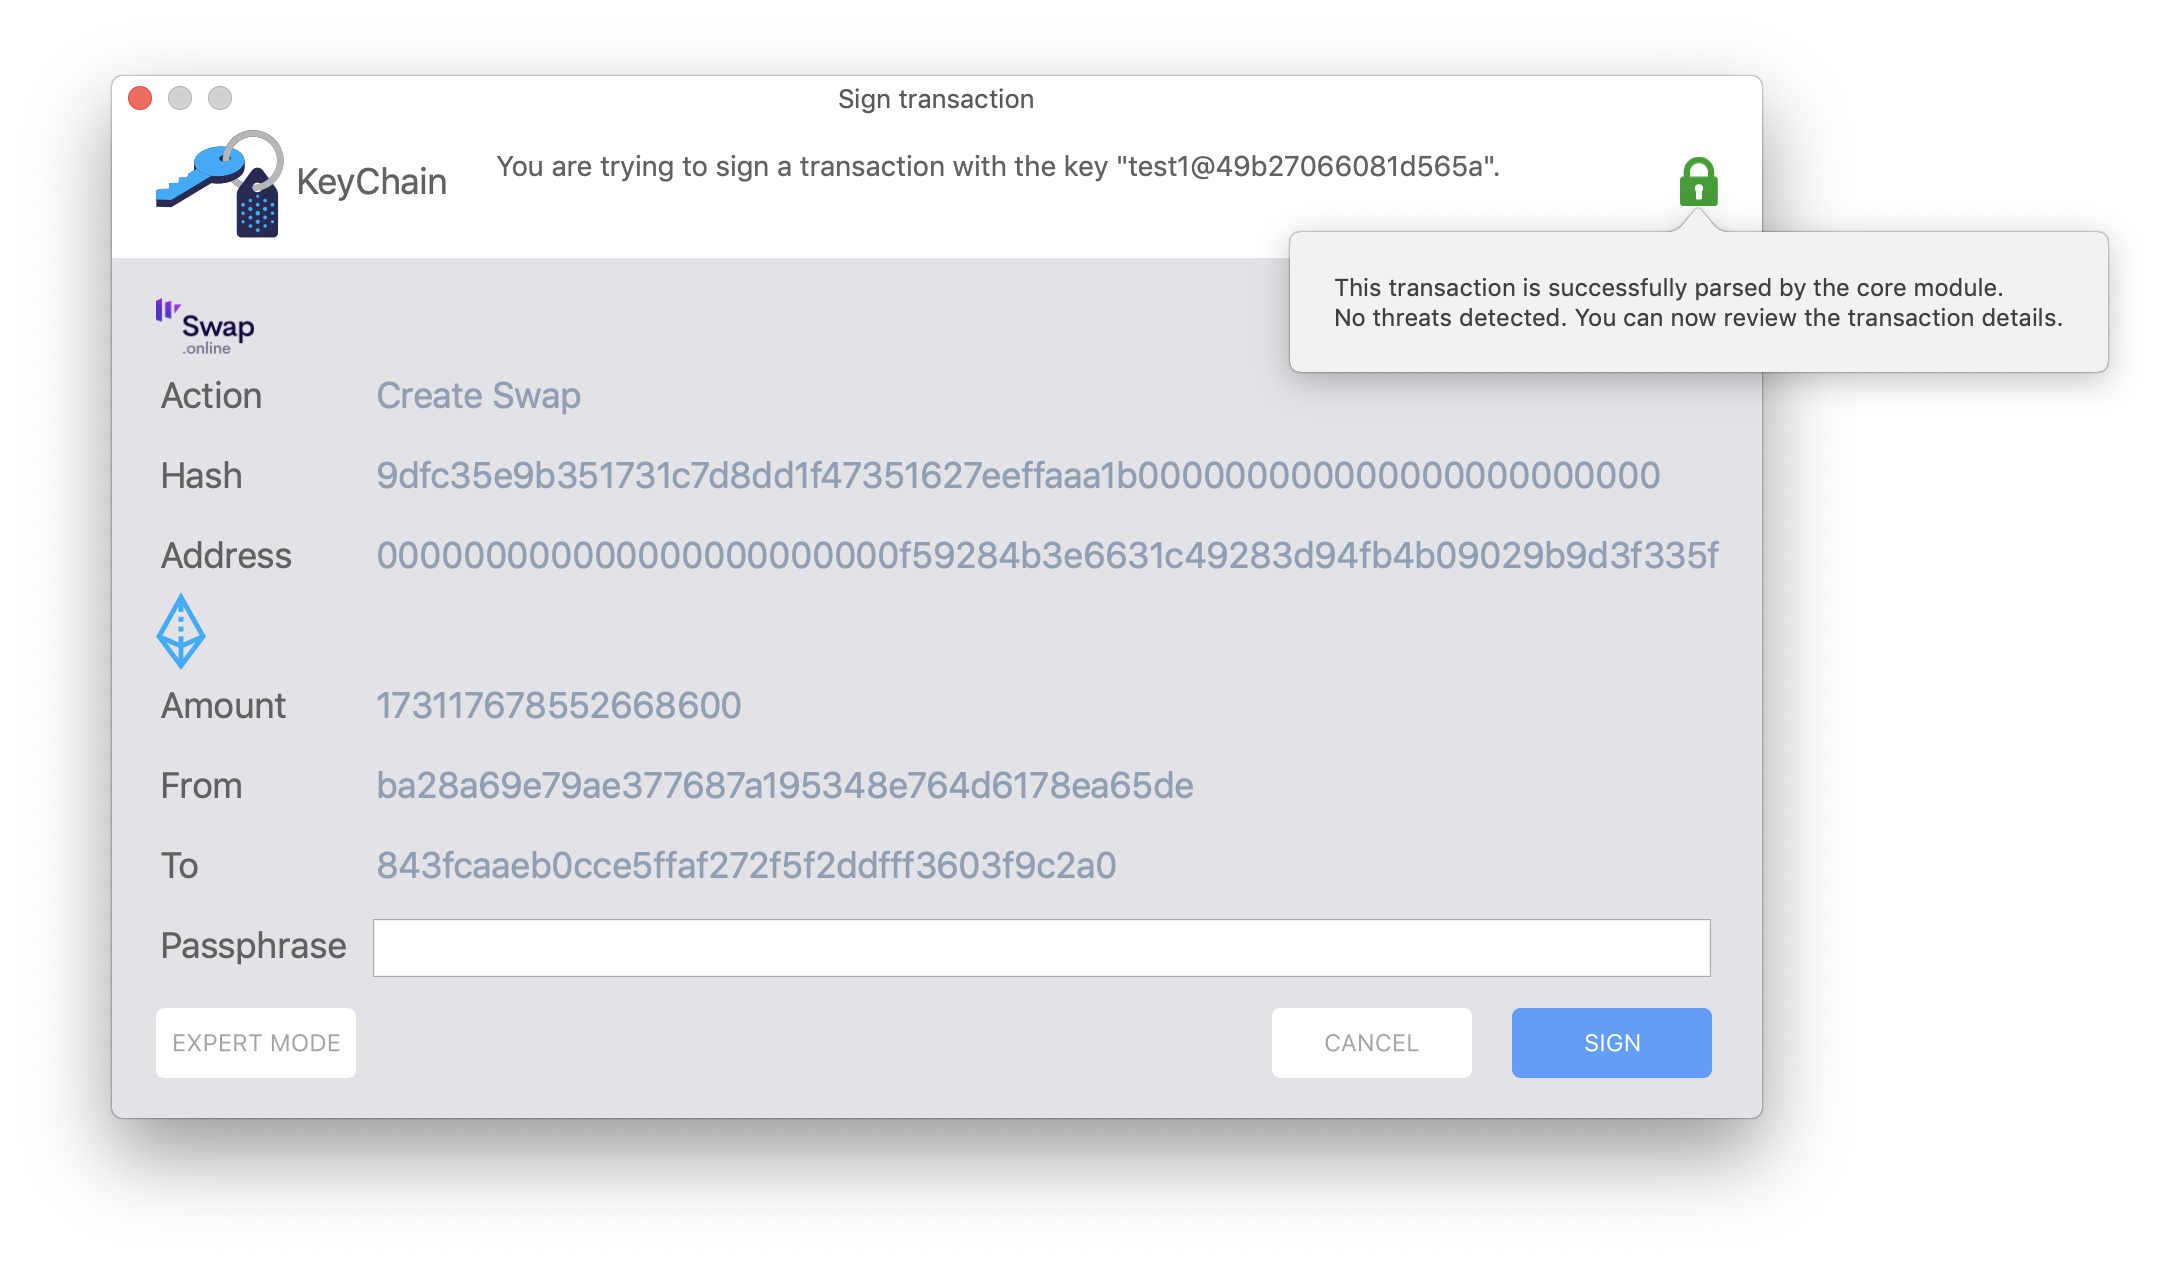 Sign transaction
KeyChain
You are trying to sign a transaction with the key "test1@49b27066081d565a".
This transaction is successfully parsed by the core module.
No threats detected. You can now review the transaction details.
Swap
.online
Action Create Swap
Hash 9dfc35e9b351731c7d8dd1f47351627eeffaaa1b000000000000000000000000
Address 000000000000000000000000f59284b3e6631c49283d94fb4b09029b9d3f335f
Amount 173117678552668600
From ba28a69e79ae377687a195348e764d6178ea65de
To 843fcaaeb0cce5ffaf272f5f2ddfff3603f9c2a0
Passphrase
EXPERT MODE CANCEL SIGN